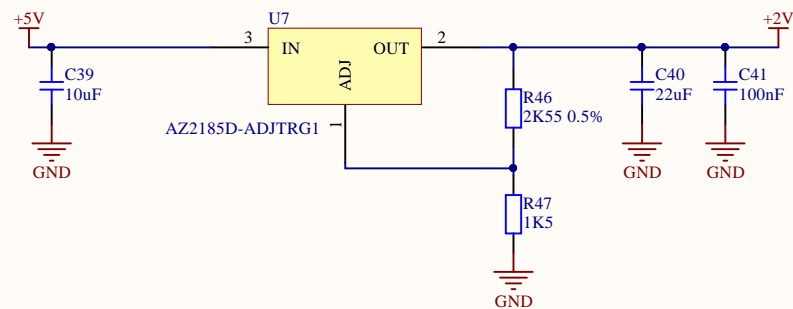 +5V
U7
+2V
3
IN
OUT
2
ADJ
C39
10uF
C40
22uF
C41
100nF
R46
2K55 0.5%
AZ2185D-ADJTRG1
1
GND
GND
GND
R47
1K5
GND